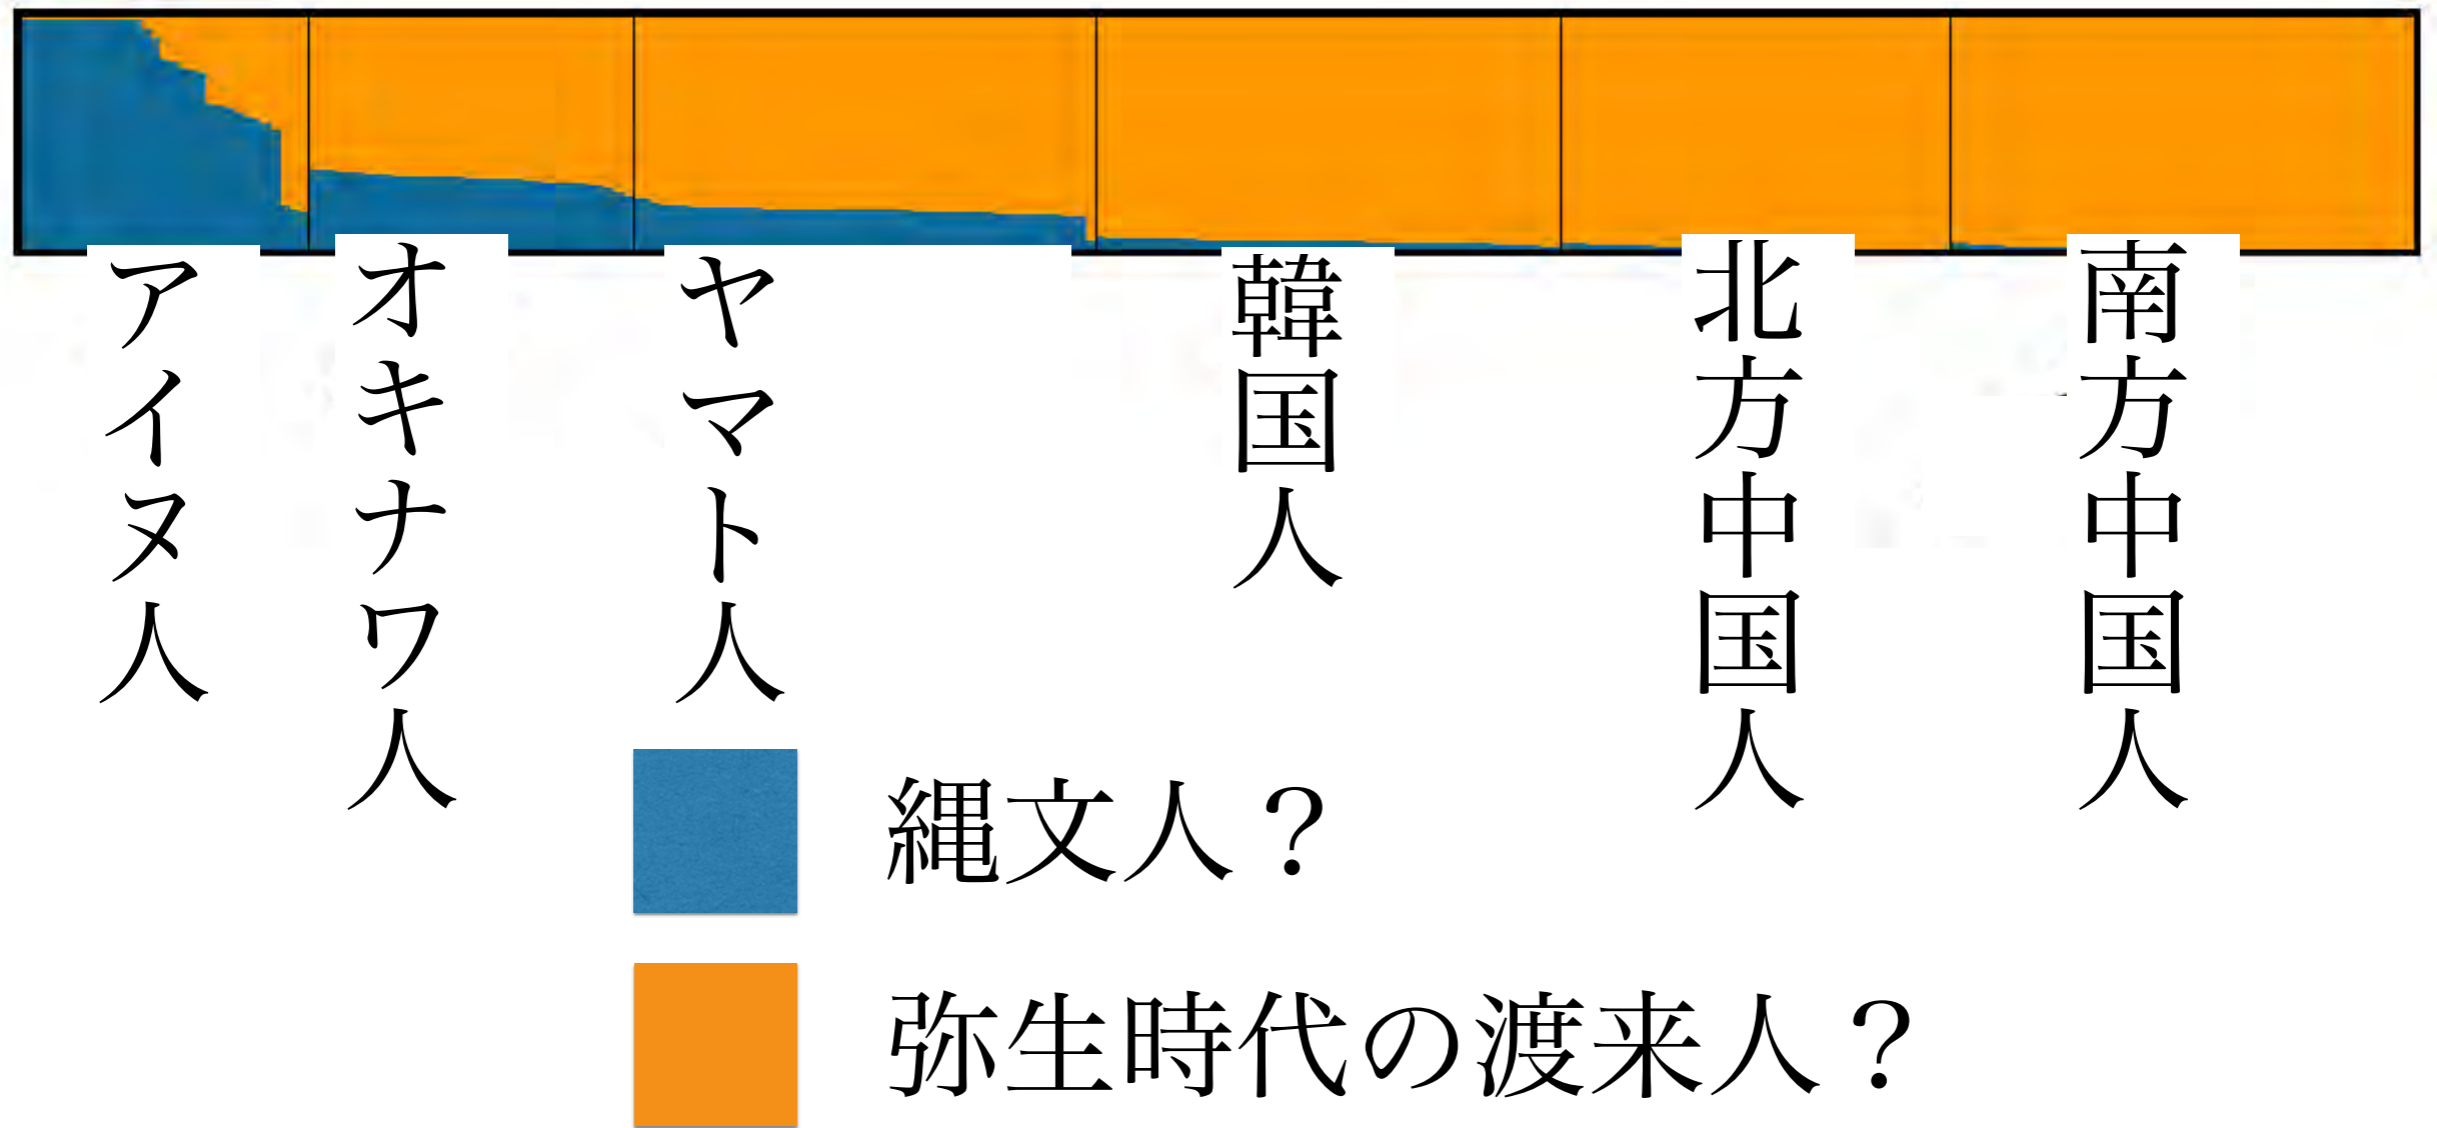 アイヌ人
オキナワ人
ヤマト人
韓国人
北方中国人
南方中国人
縄文人？
弥生時代の渡来人？